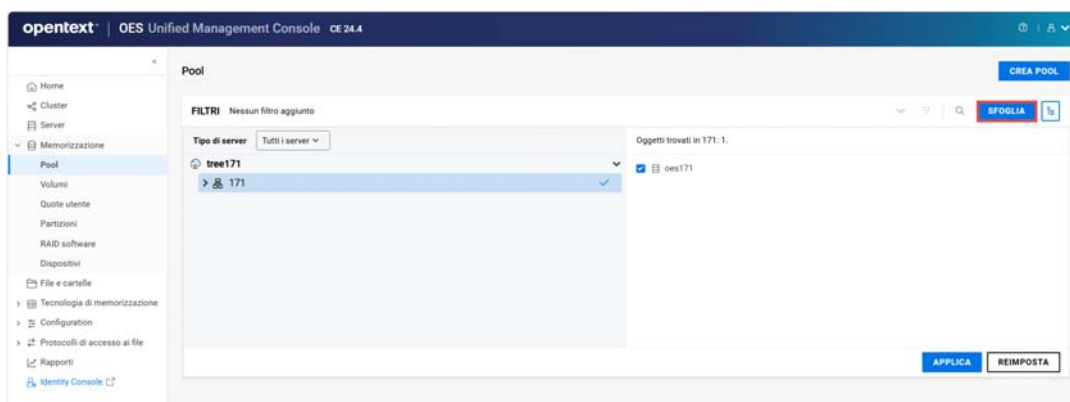 opentext™ | OES Unified Management Console CE 24.4
Home
Cluster
Server
Memorizzazione
Pool
Volumi
Quote utente
Partizioni
RAID software
Dispositivi
File e cartelle
Tecnologia di memorizzazione
Configuration
Protocolli di accesso ai file
Rapporti
Identity Console
Pool
CREA POOL
FILTRI Nessun filtro aggiunto
SFOGLIA
Tipo di server Tutti i server
tree171
171
Oggetti trovati in 171: 1.
oes171
APPLICA REIMPOSTA